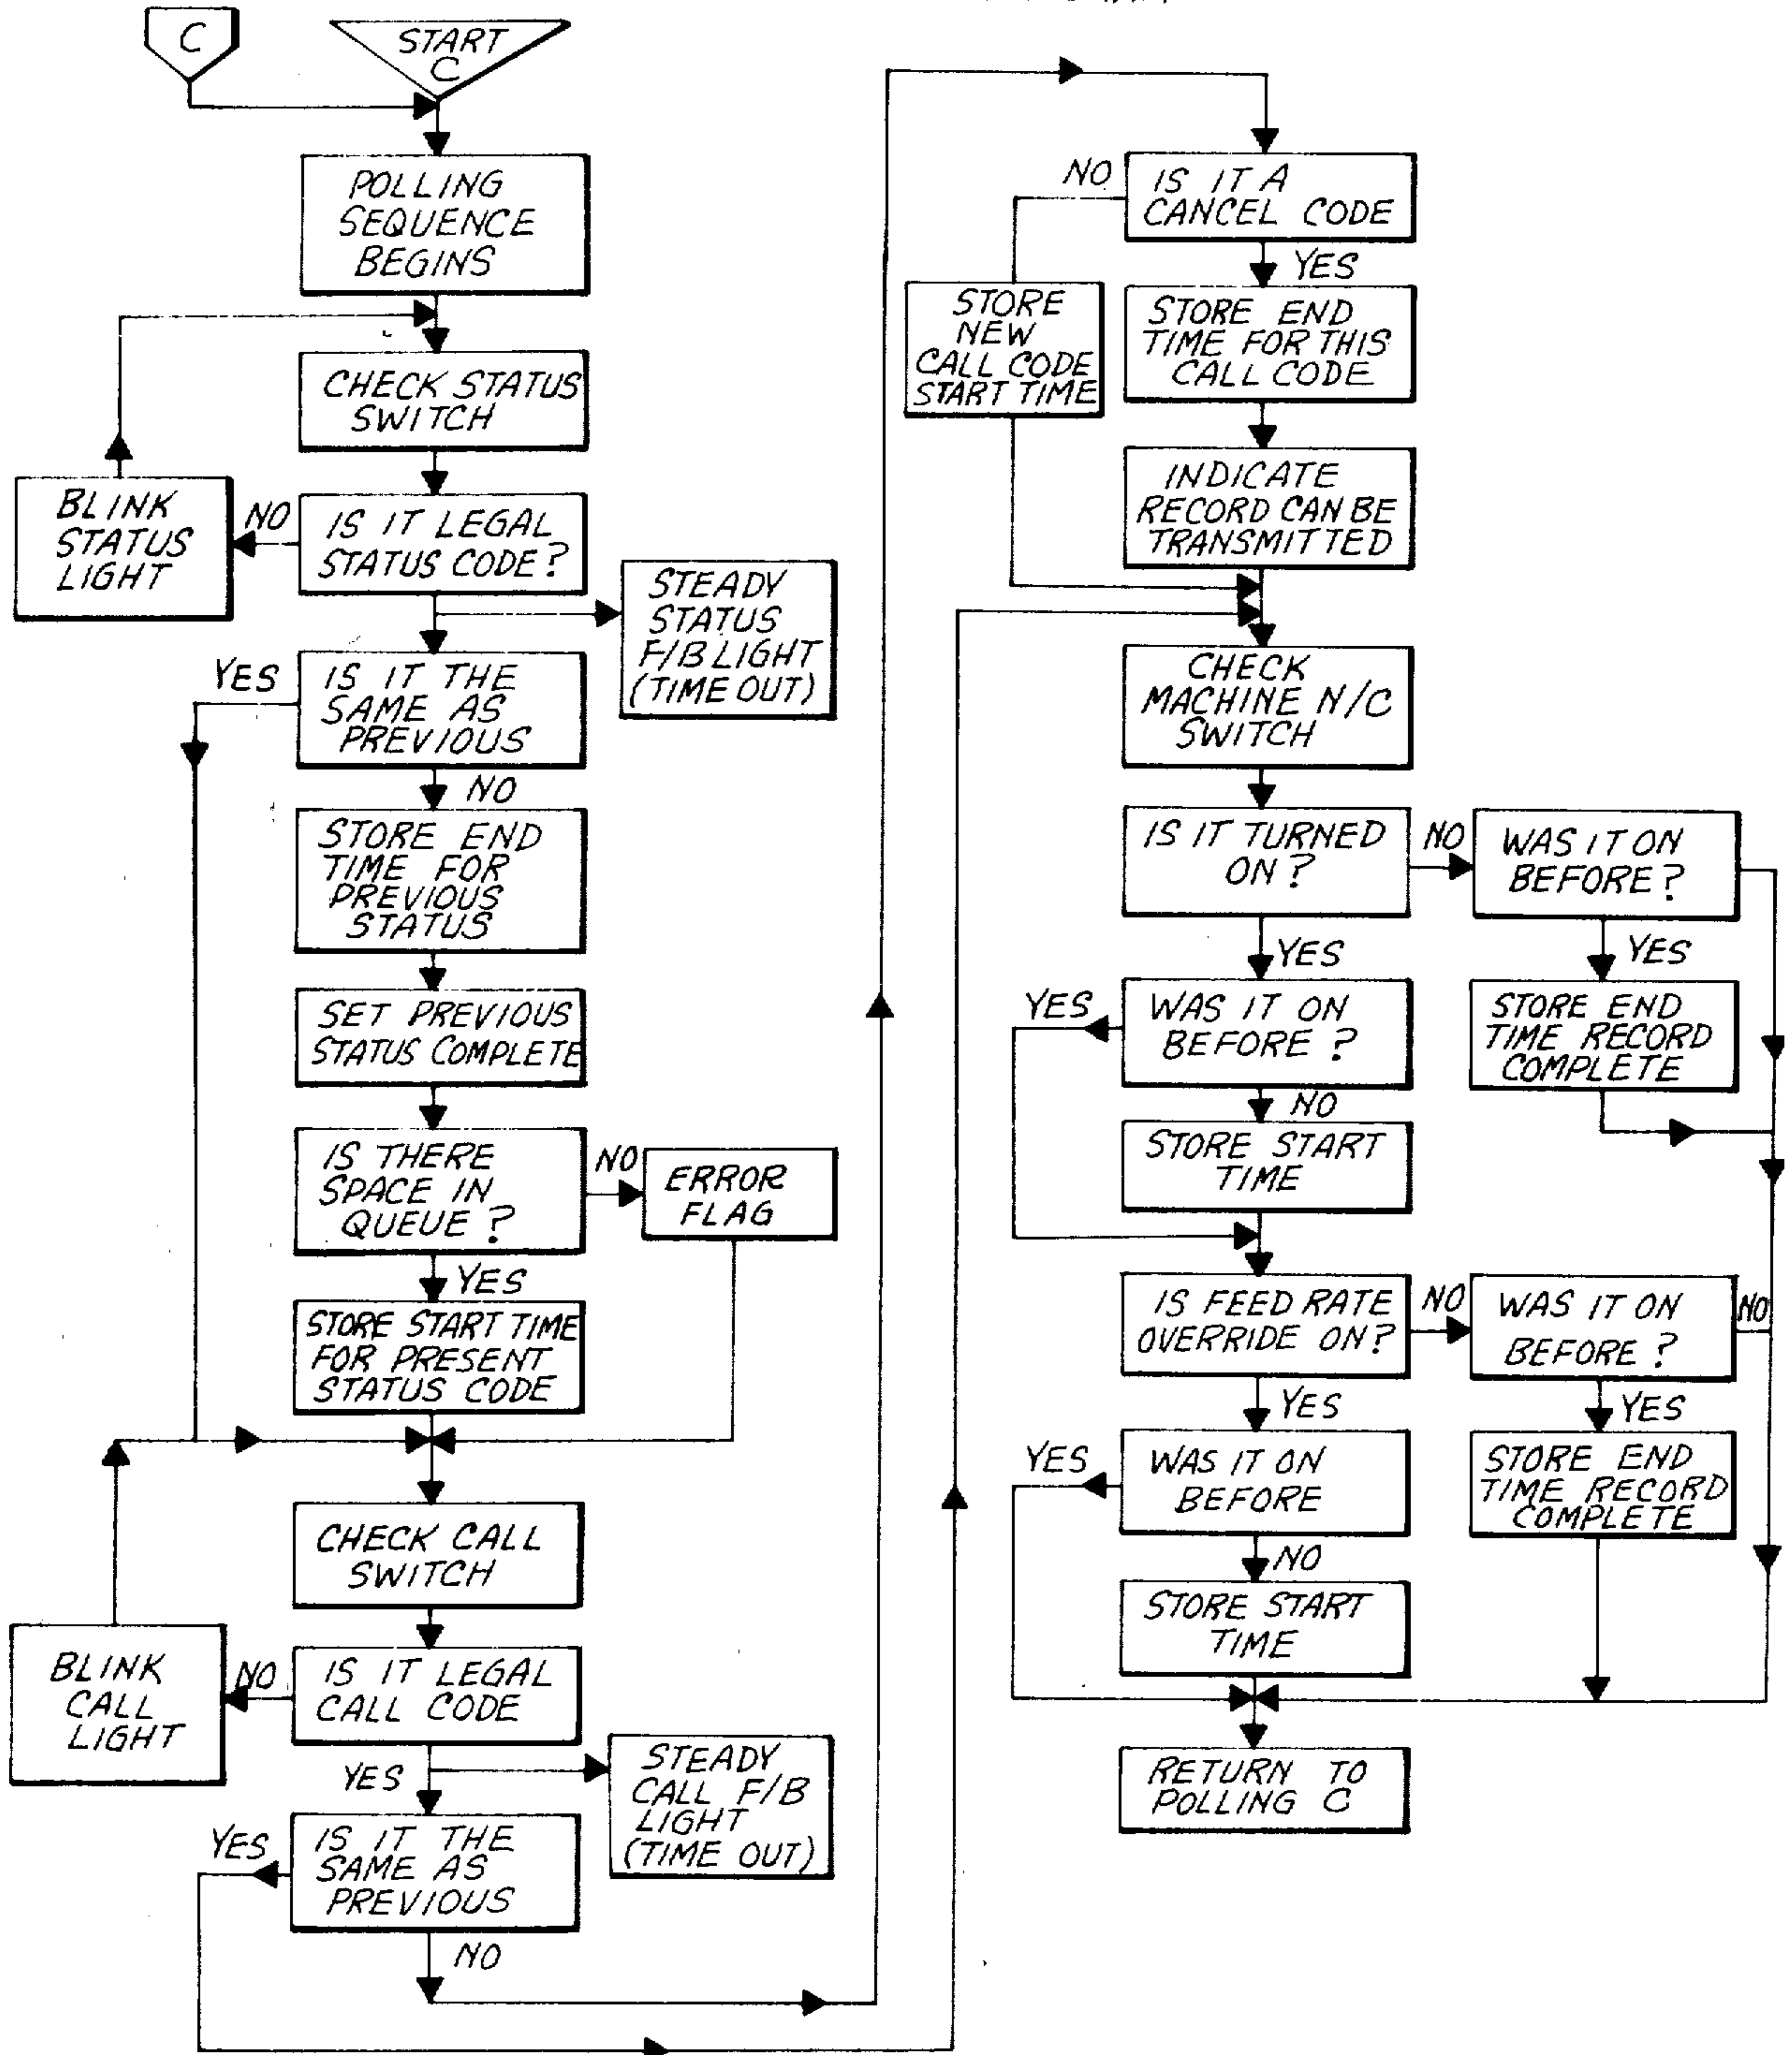 C
START
C
POLLING
SEQUENCE
BEGINS
CHECK STATUS
SWITCH
IS IT LEGAL
STATUS CODE?
NO
BLINK
STATUS
LIGHT
STEADY
STATUS
F/B LIGHT
(TIME OUT)
IS IT THE
SAME AS
PREVIOUS
YES
NO
STORE END
TIME FOR
PREVIOUS
STATUS
SET PREVIOUS
STATUS COMPLETE
IS THERE
SPACE IN
QUEUE?
NO
ERROR
FLAG
YES
STORE START TIME
FOR PRESENT
STATUS CODE
CHECK CALL
SWITCH
IS IT LEGAL
CALL CODE
NO
BLINK
CALL
LIGHT
YES
STEADY
CALL F/B
LIGHT
(TIME OUT)
IS IT THE
SAME AS
PREVIOUS
YES
NO
IS IT A
CANCEL CODE
NO
STORE
NEW
CALL CODE
START TIME
YES
STORE END
TIME FOR THIS
CALL CODE
INDICATE
RECORD CAN BE
TRANSMITTED
CHECK
MACHINE N/C
SWITCH
IS IT TURNED
ON?
NO
WAS IT ON
BEFORE?
YES
STORE END
TIME RECORD
COMPLETE
YES
WAS IT ON
BEFORE?
YES
NO
STORE START
TIME
IS FEED RATE
OVERRIDE ON?
NO
WAS IT ON
BEFORE?
NO
YES
STORE END
TIME RECORD
COMPLETE
YES
WAS IT ON
BEFORE
YES
NO
STORE START
TIME
RETURN TO
POLLING C